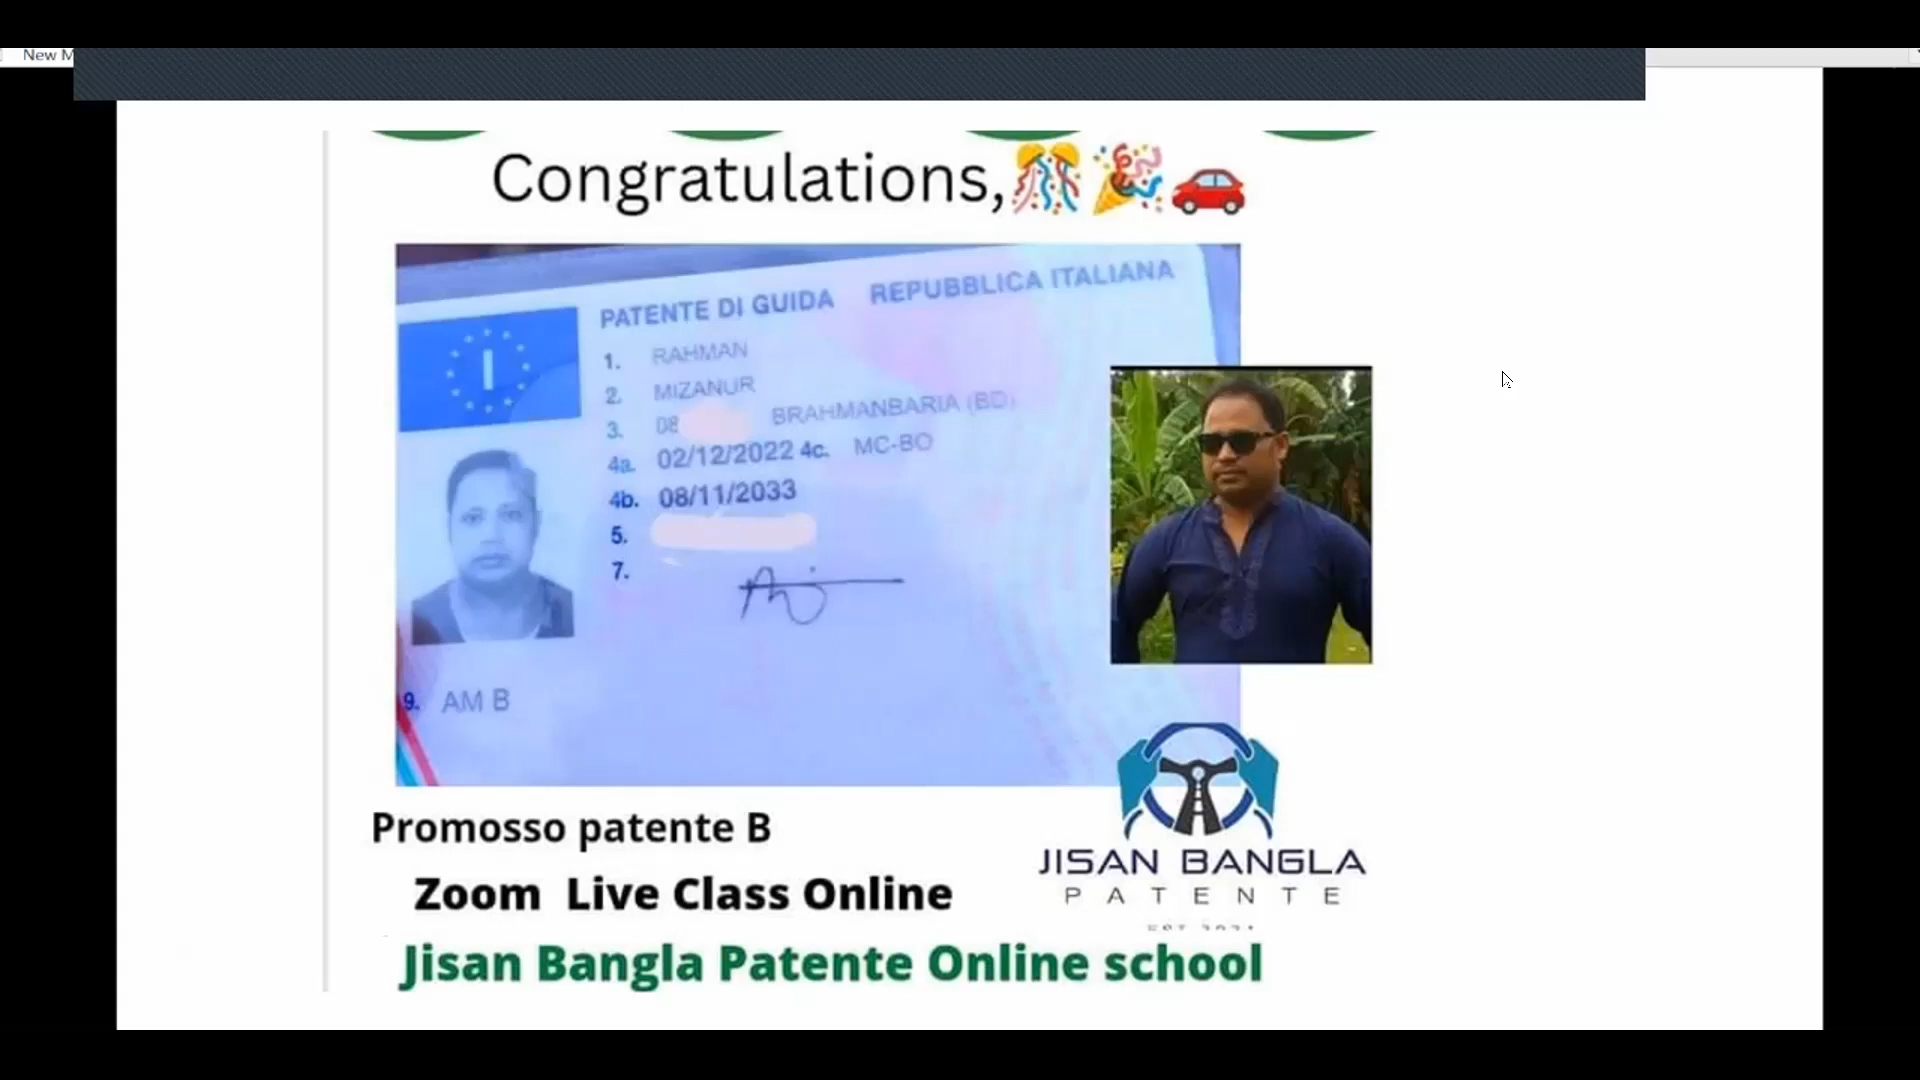 New M
Congratulations,
PATENTE DI GUIDA REPUBBLICA ITALIANA
1. RAHMAN
2. MIZANUR
3. 08 BRAHMANBARIA (BD)
4a. 02/12/2022 4c. MC-BO
4b. 08/11/2033
5.
7.
9. AM B
Promosso patente B
JISAN BANGLA
PATENTE
Zoom Live Class Online
Jisan Bangla Patente Online school